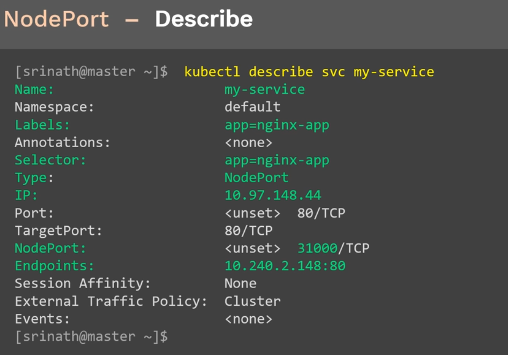 NodePort – Describe
[srinath@master ~]$ kubectl describe svc my-service
Name: my-service
Namespace: default
Labels: app=nginx-app
Annotations: <none>
Selector: app=nginx-app
Type: NodePort
IP: 10.97.148.44
Port: <unset> 80/TCP
TargetPort: 80/TCP
NodePort: <unset> 31000/TCP
Endpoints: 10.240.2.148:80
Session Affinity: None
External Traffic Policy: Cluster
Events: <none>
[srinath@master ~]$